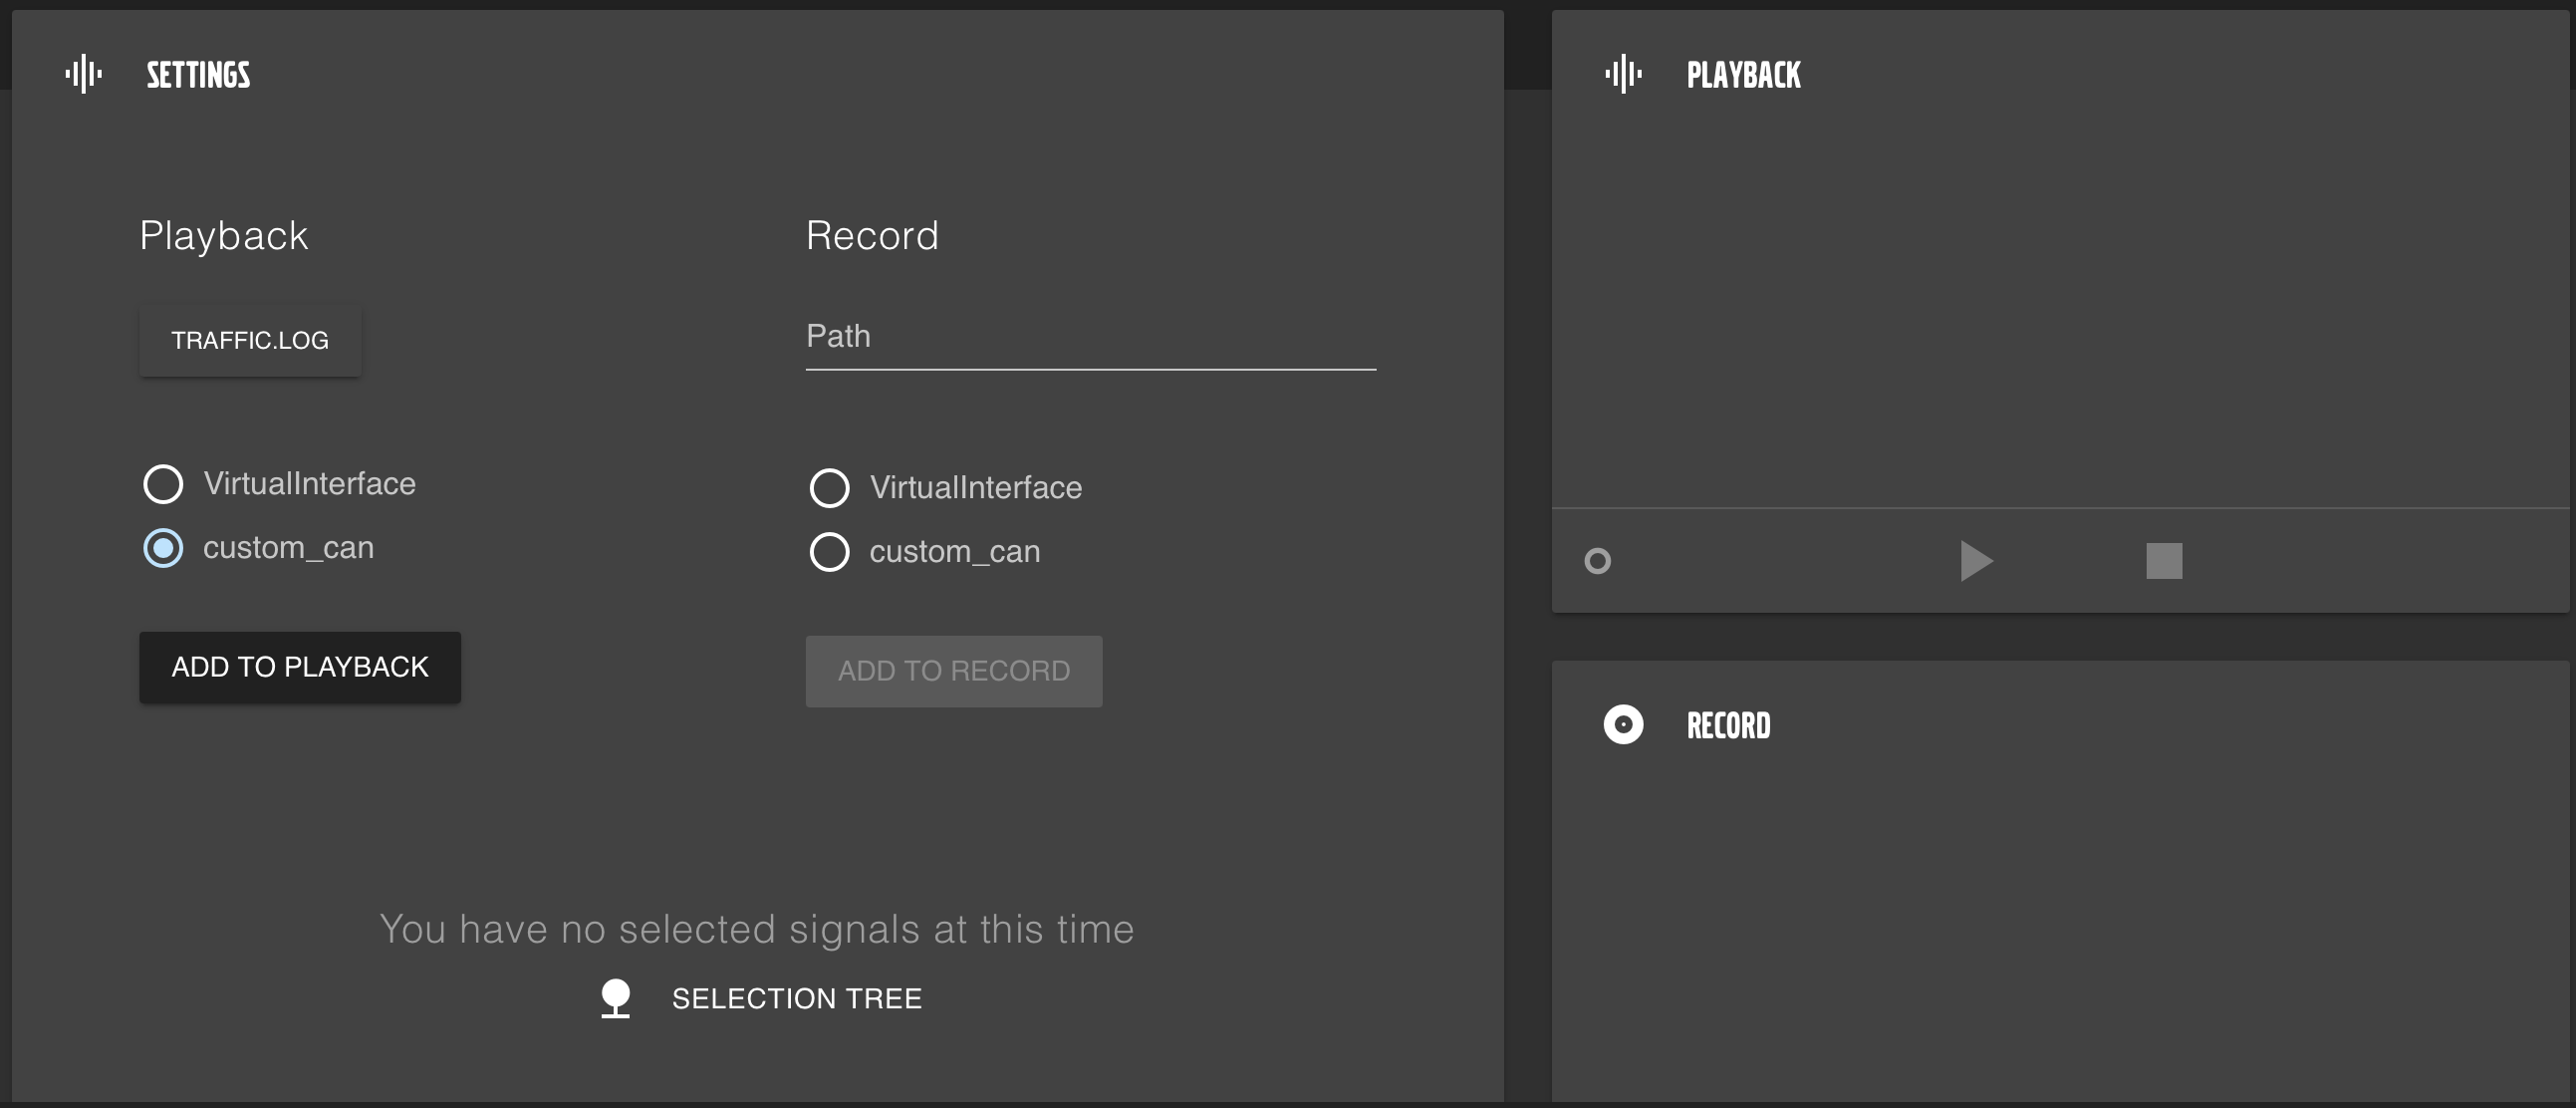 SETTINGS
Playback
TRAFFIC.LOG
VirtualInterface
custom_can
ADD TO PLAYBACK
Record
Path
VirtualInterface
custom_can
ADD TO RECORD
You have no selected signals at this time
SELECTION TREE
PLAYBACK
RECORD